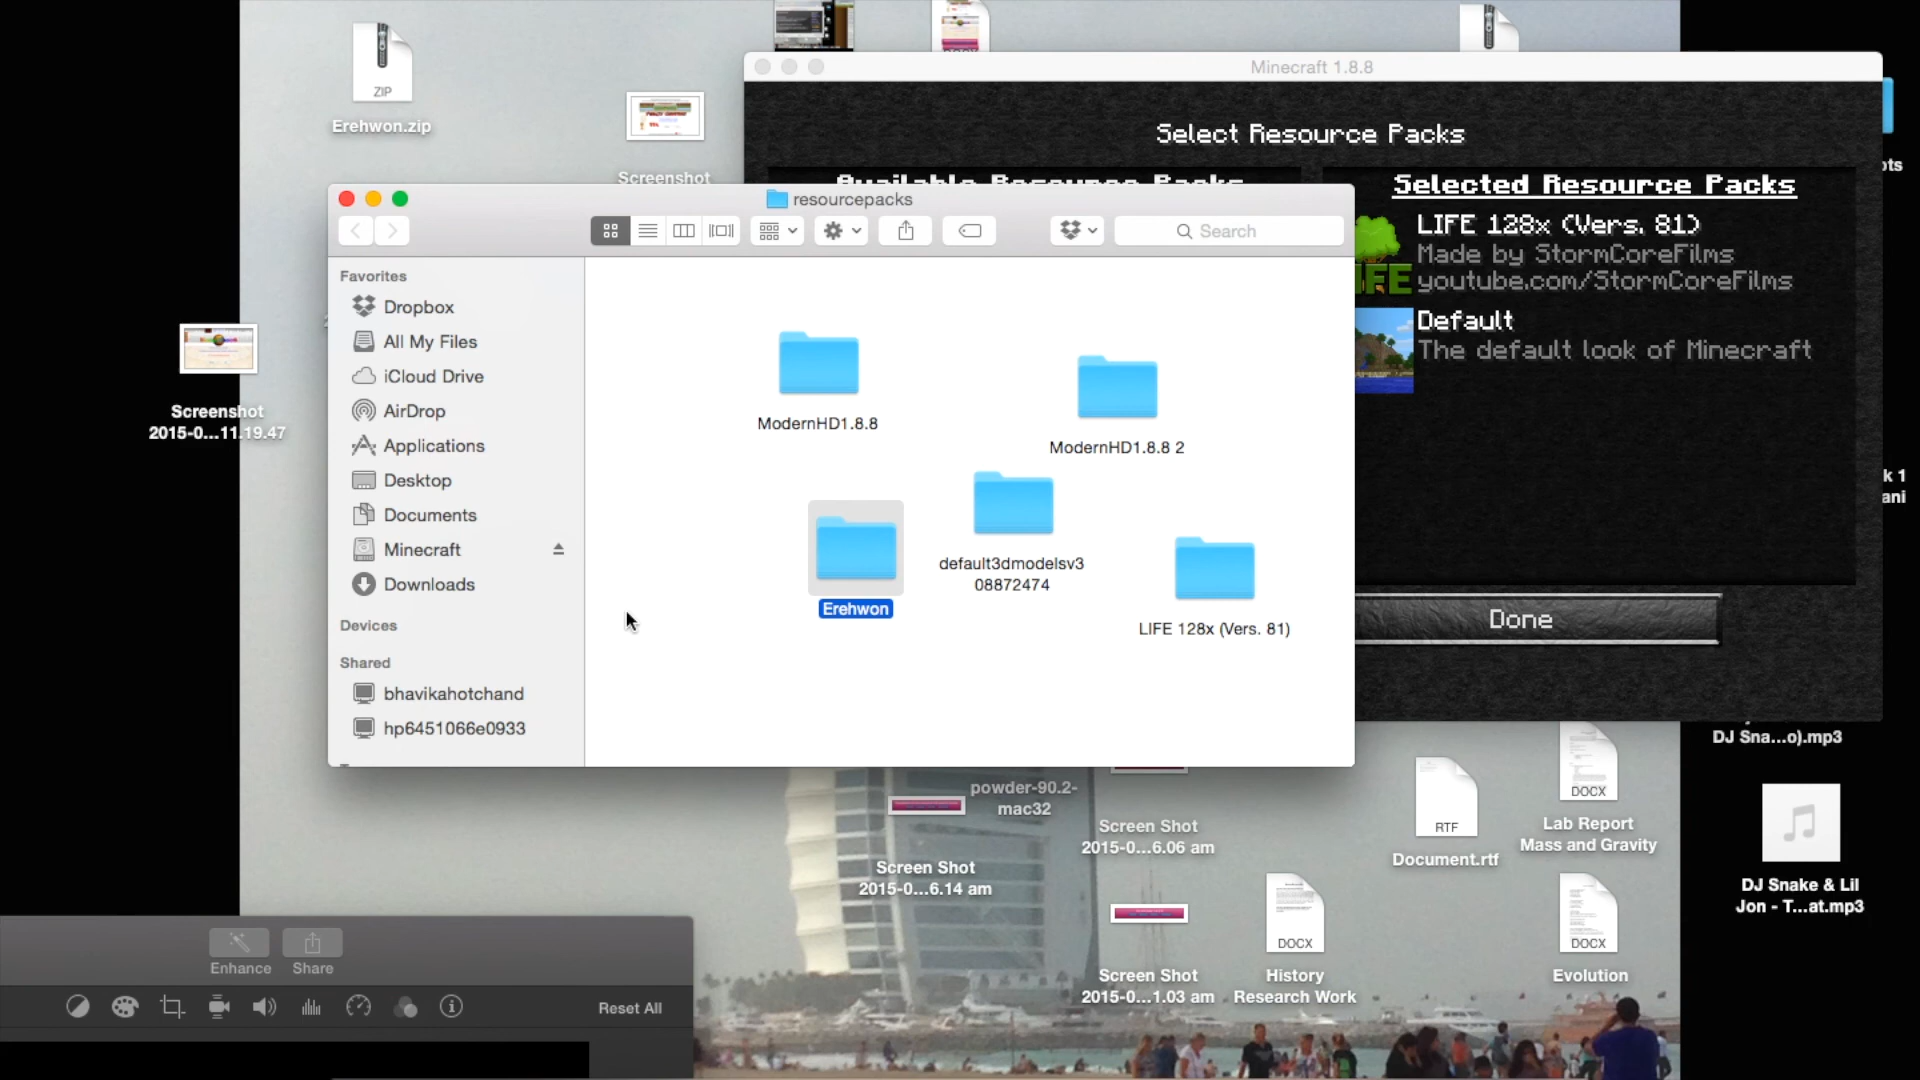 ZIP
Erehwon.zip
Screenshot
Screenshot
2015-0...11.19.47
Minecraft 1.8.8
Select Resource Packs
Available Resource Packs
Selected Resource Packs
LIFE 128x (Vers. 81)
Made by StormCoreFilms
youtube.com/StormCoreFilms
Default
The default look of Minecraft
Done
resourcepacks
Search
Favorites
Dropbox
All My Files
iCloud Drive
AirDrop
Applications
Desktop
Documents
Minecraft
Downloads
Devices
Shared
bhavikahotchand
hp6451066e0933
ModernHD1.8.8
ModernHD1.8.8 2
Erehwon
default3dmodelsv3
08872474
LIFE 128x (Vers. 81)
ots
k 1
ani
DJ Sna...o).mp3
powder-90.2-
mac32
Screen Shot
2015-0...6.14 am
Screen Shot
2015-0...6.06 am
Screen Shot
2015-0...1.03 am
RTF
Document.rtf
DOCX
Lab Report
Mass and Gravity
DOCX
History
Research Work
DOCX
Evolution
DJ Snake & Lil
Jon - T...at.mp3
Enhance
Share
Reset All